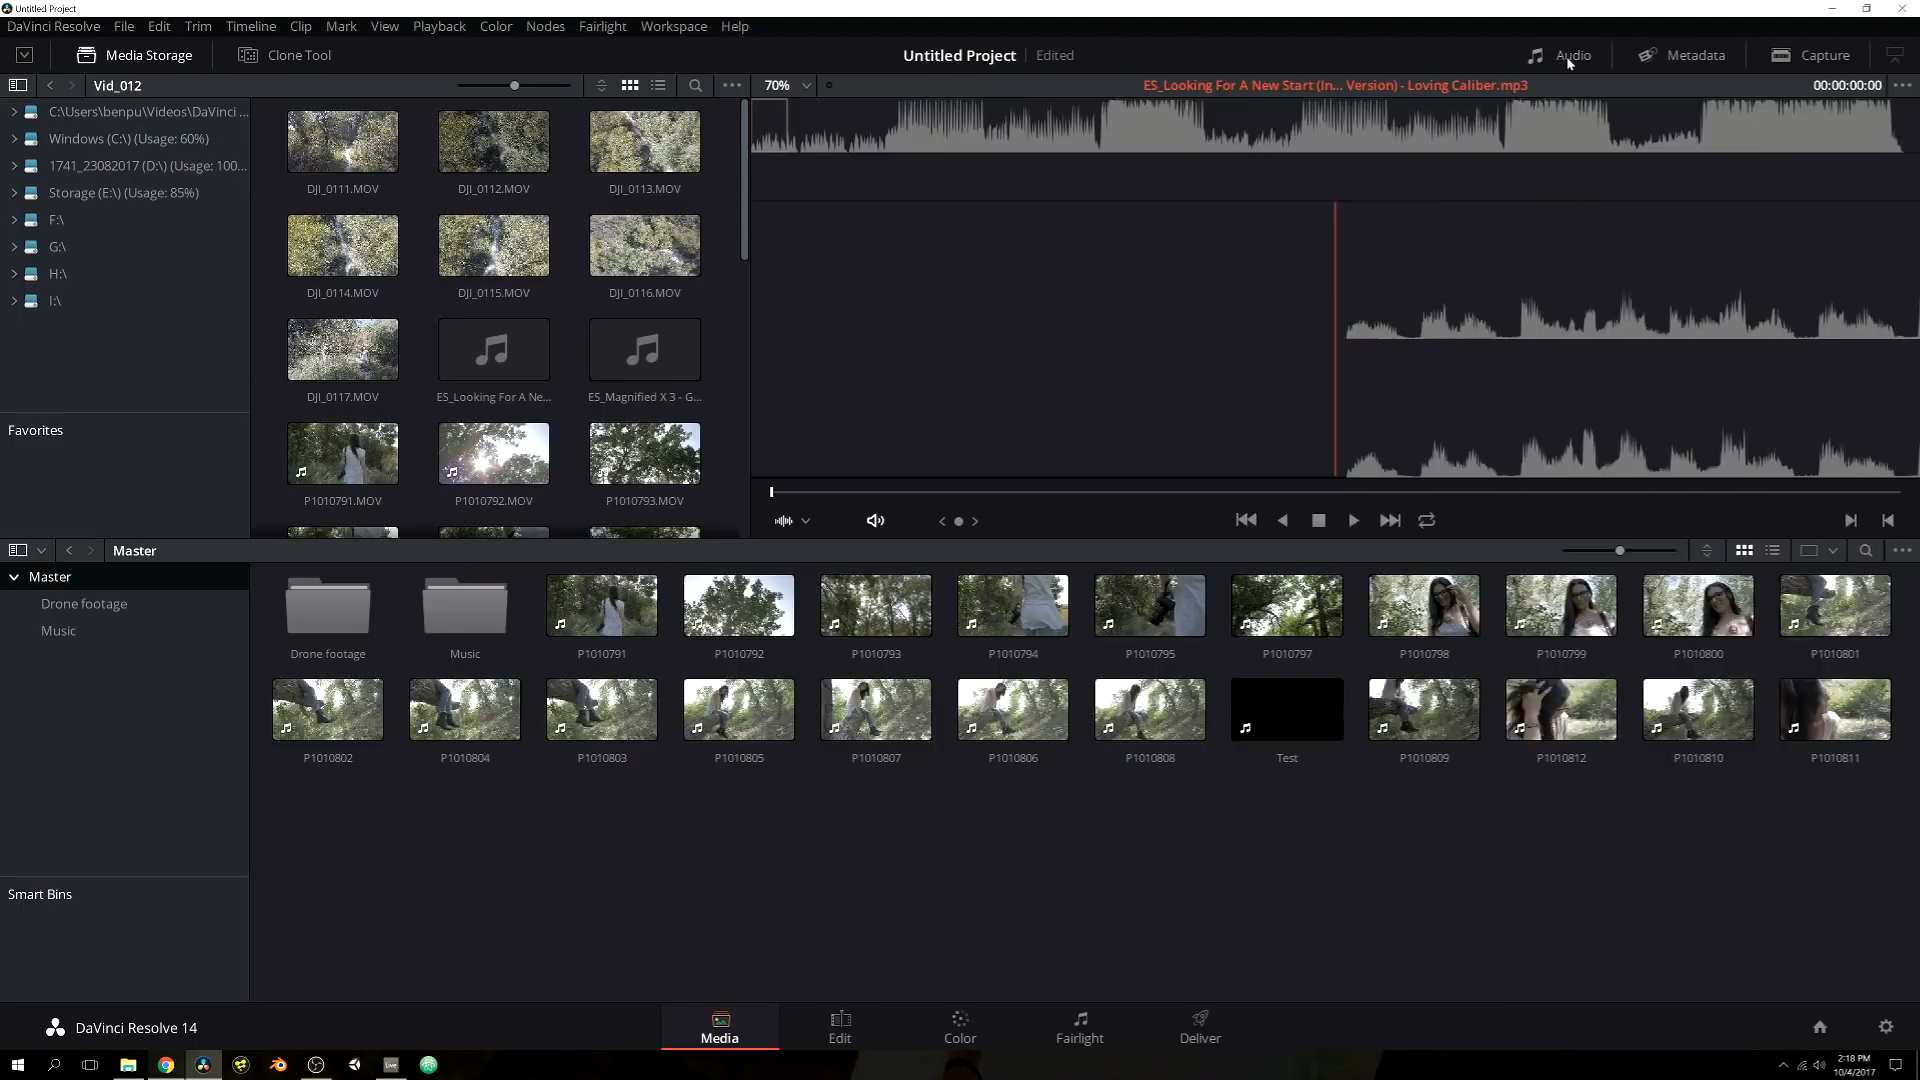 Untitled Project
DaVinci Resolve File Edit Trim Timeline Clip Mark View Playback Color Nodes Fairlight Workspace Help
Media Storage Clone Tool Untitled Project Edited Audio Metadata Capture
Vid_012 70% ES_Looking For A New Start (In... Version) - Loving Caliber.mp3 00:00:00:00
C:\Users\benpu\Videos\DaVinci ...
Windows (C:\) (Usage: 60%)
1741_23082017 (D:\) (Usage: 100...
Storage (E:\) (Usage: 85%)
F:\
G:\
H:\
I:\
Favorites
DJI_0111.MOV DJI_0112.MOV DJI_0113.MOV
DJI_0114.MOV DJI_0115.MOV DJI_0116.MOV
DJI_0117.MOV ES_Looking For A Ne... ES_Magnified X 3 - G...
P1010791.MOV P1010792.MOV P1010793.MOV
Master
Master
Drone footage
Music
Smart Bins
Drone footage Music P1010791 P1010792 P1010793 P1010794 P1010795 P1010797 P1010798 P1010799 P1010800 P1010801
P1010802 P1010804 P1010803 P1010805 P1010807 P1010806 P1010808 Test P1010809 P1010812 P1010810 P1010811
DaVinci Resolve 14 Media Edit Color Fairlight Deliver
Live
2:18 PM
10/4/2017